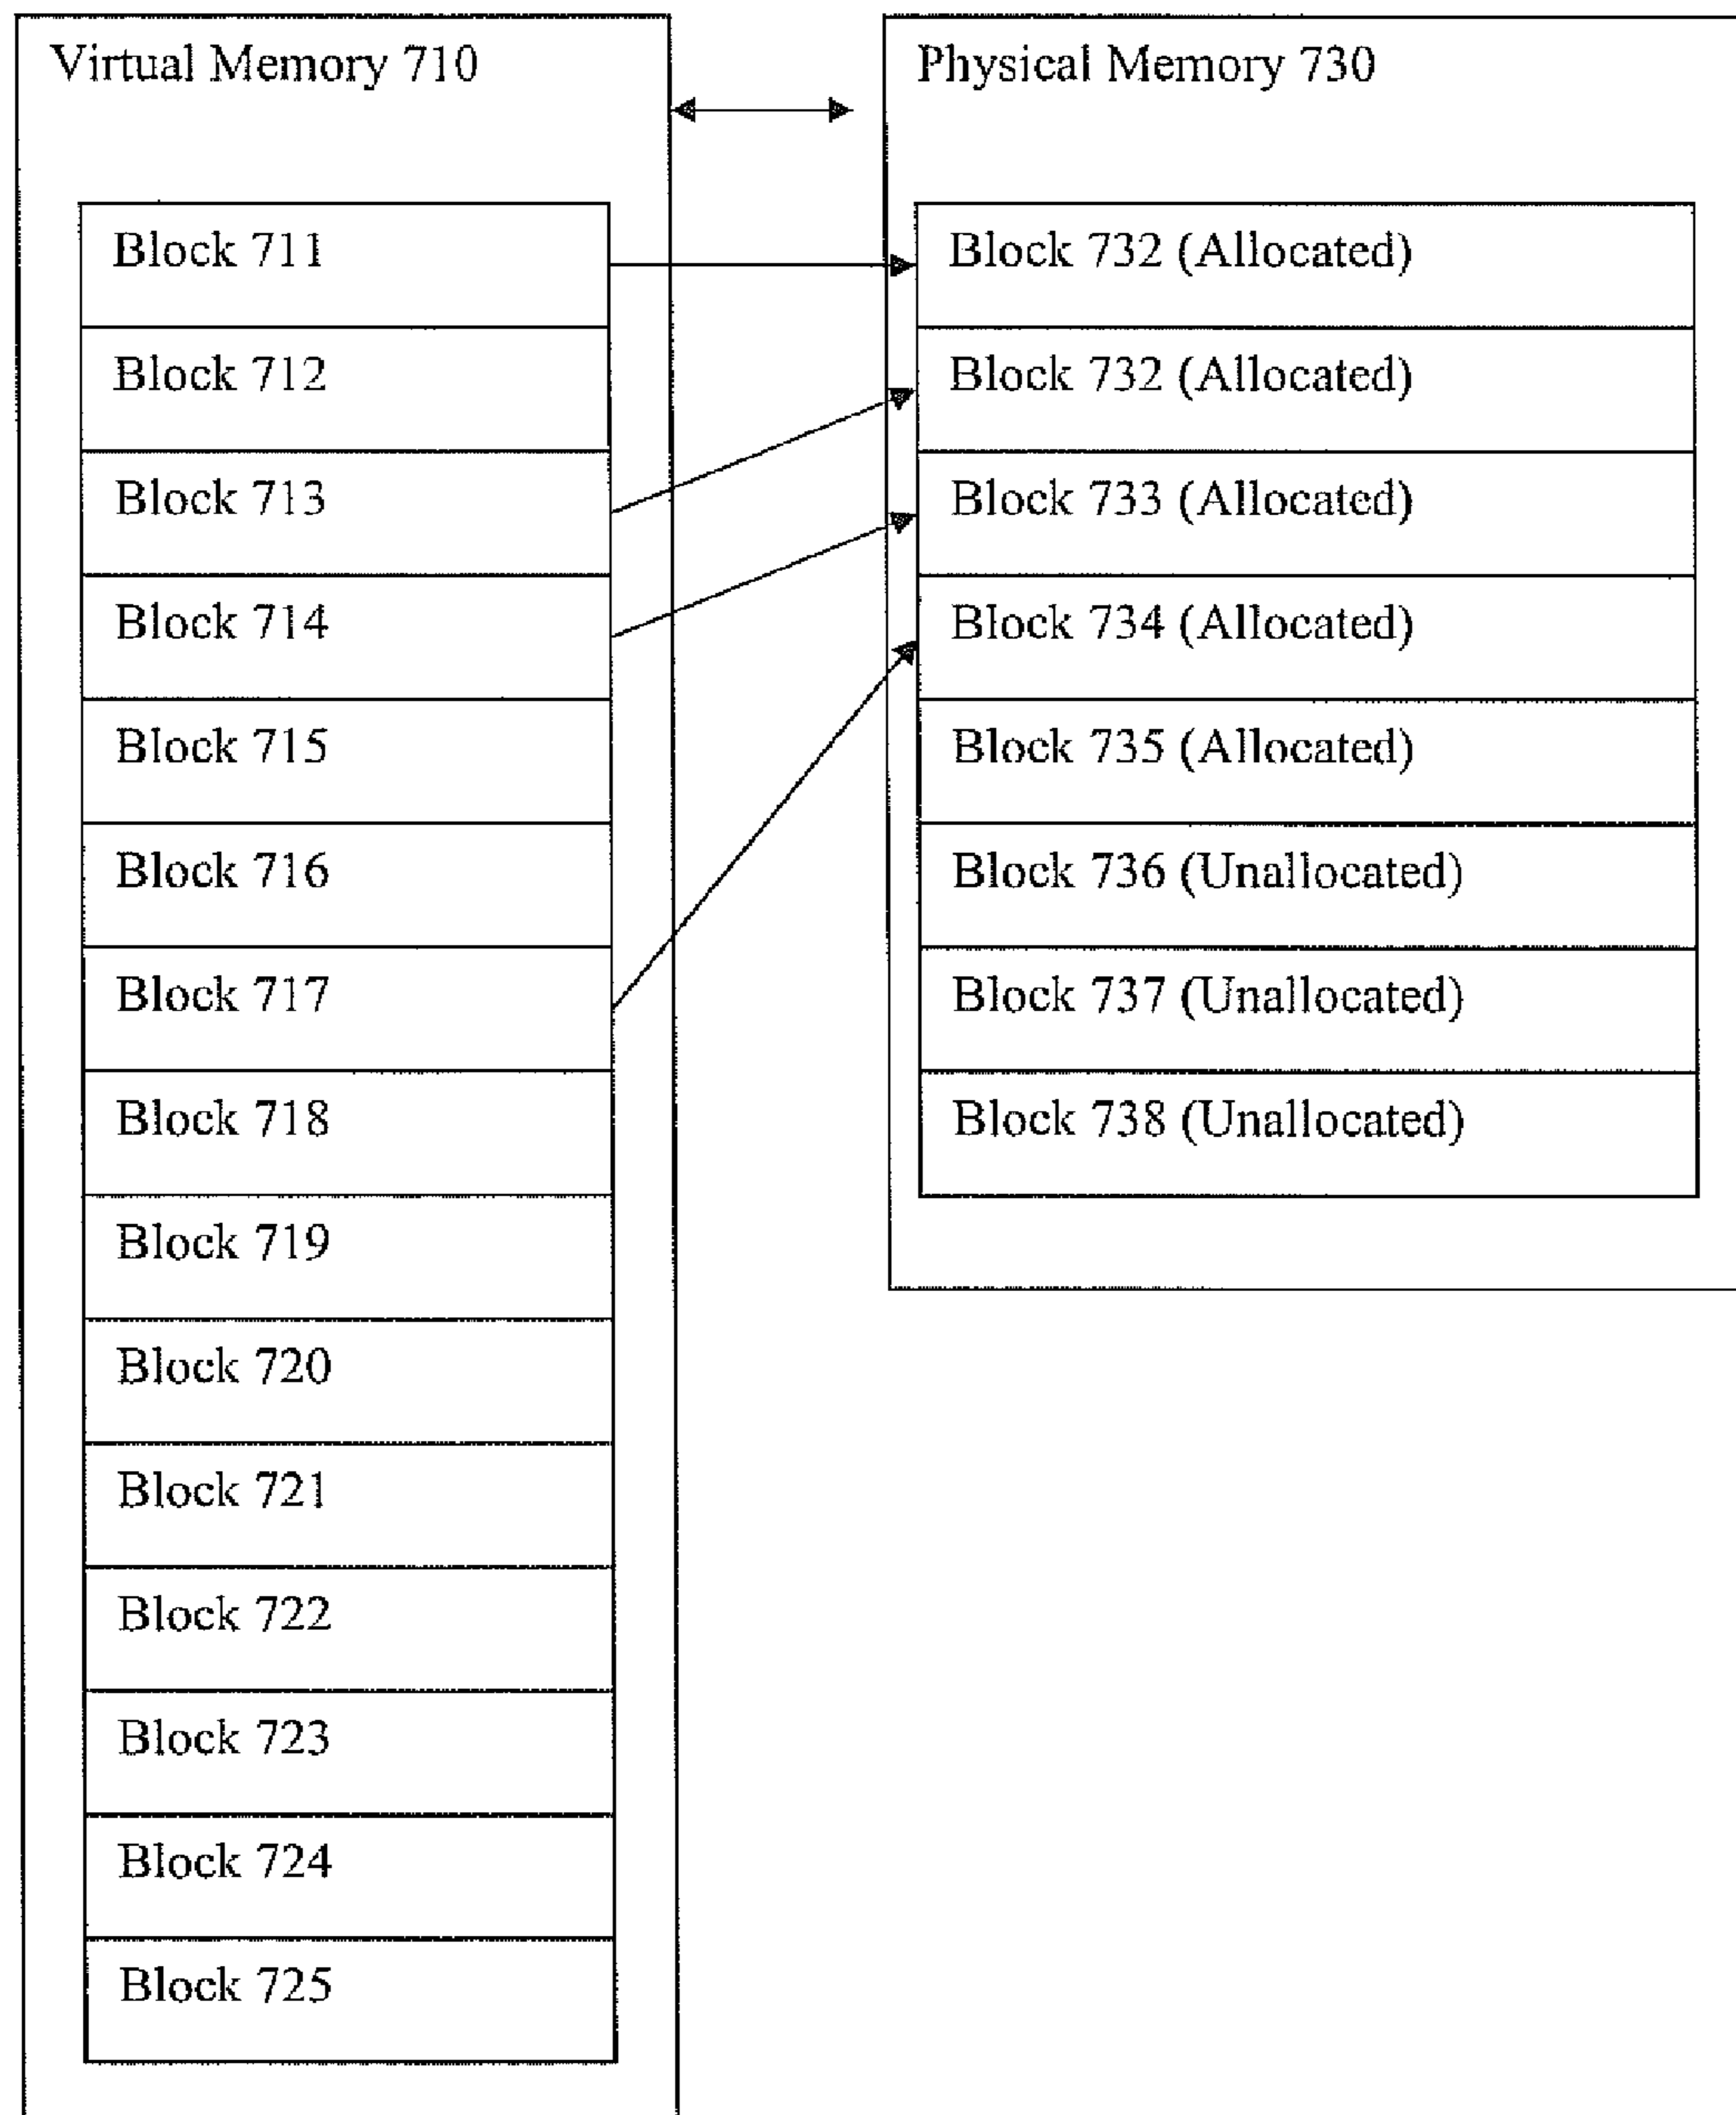 Virtual Memory 710
Block 711
Block 712
Block 713
Block 714
Block 715
Block 716
Block 717
Block 718
Block 719
Block 720
Block 721
Block 722
Block 723
Block 724
Block 725
Physical Memory 730
Block 732 (Allocated)
Block 732 (Allocated)
Block 733 (Allocated)
Block 734 (Allocated)
Block 735 (Allocated)
Block 736 (Unallocated)
Block 737 (Unallocated)
Block 738 (Unallocated)